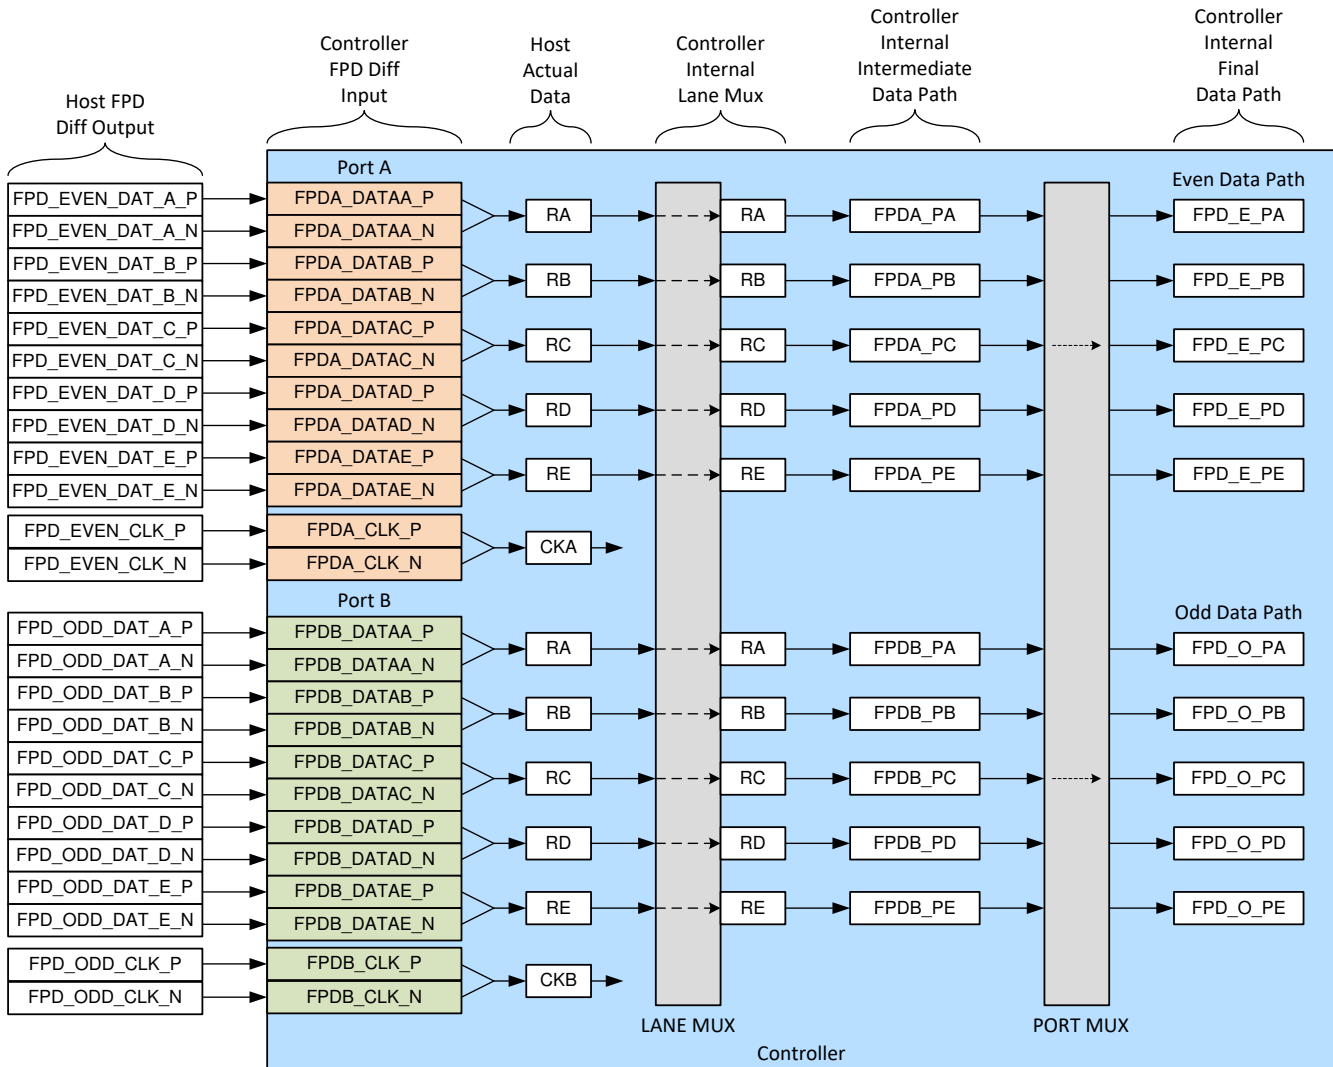 Host FPD
Diff Output
Controller
FPD Diff
Input
Host
Actual
Data
Controller
Internal
Lane Mux
Controller
Internal
Intermediate
Data Path
Controller
Internal
Final
Data Path
Port A
Even Data Path
FPD_EVEN_DAT_A_P
FPD_EVEN_DAT_A_N
FPD_EVEN_DAT_B_P
FPD_EVEN_DAT_B_N
FPD_EVEN_DAT_C_P
FPD_EVEN_DAT_C_N
FPD_EVEN_DAT_D_P
FPD_EVEN_DAT_D_N
FPD_EVEN_DAT_E_P
FPD_EVEN_DAT_E_N
FPD_EVEN_CLK_P
FPD_EVEN_CLK_N
FPDA_DATAA_P
FPDA_DATAA_N
FPDA_DATAB_P
FPDA_DATAB_N
FPDA_DATAC_P
FPDA_DATAC_N
FPDA_DATAD_P
FPDA_DATAD_N
FPDA_DATAE_P
FPDA_DATAE_N
FPDA_CLK_P
FPDA_CLK_N
RA
RB
RC
RD
RE
CKA
RA
RB
RC
RD
RE
FPDA_PA
FPDA_PB
FPDA_PC
FPDA_PD
FPDA_PE
FPD_E_PA
FPD_E_PB
FPD_E_PC
FPD_E_PD
FPD_E_PE
Port B
Odd Data Path
FPD_ODD_DAT_A_P
FPD_ODD_DAT_A_N
FPD_ODD_DAT_B_P
FPD_ODD_DAT_B_N
FPD_ODD_DAT_C_P
FPD_ODD_DAT_C_N
FPD_ODD_DAT_D_P
FPD_ODD_DAT_D_N
FPD_ODD_DAT_E_P
FPD_ODD_DAT_E_N
FPD_ODD_CLK_P
FPD_ODD_CLK_N
FPDB_DATAA_P
FPDB_DATAA_N
FPDB_DATAB_P
FPDB_DATAB_N
FPDB_DATAC_P
FPDB_DATAC_N
FPDB_DATAD_P
FPDB_DATAD_N
FPDB_DATAE_P
FPDB_DATAE_N
FPDB_CLK_P
FPDB_CLK_N
RA
RB
RC
RD
RE
CKB
RA
RB
RC
RD
RE
FPDB_PA
FPDB_PB
FPDB_PC
FPDB_PD
FPDB_PE
FPD_O_PA
FPD_O_PB
FPD_O_PC
FPD_O_PD
FPD_O_PE
LANE MUX
PORT MUX
Controller